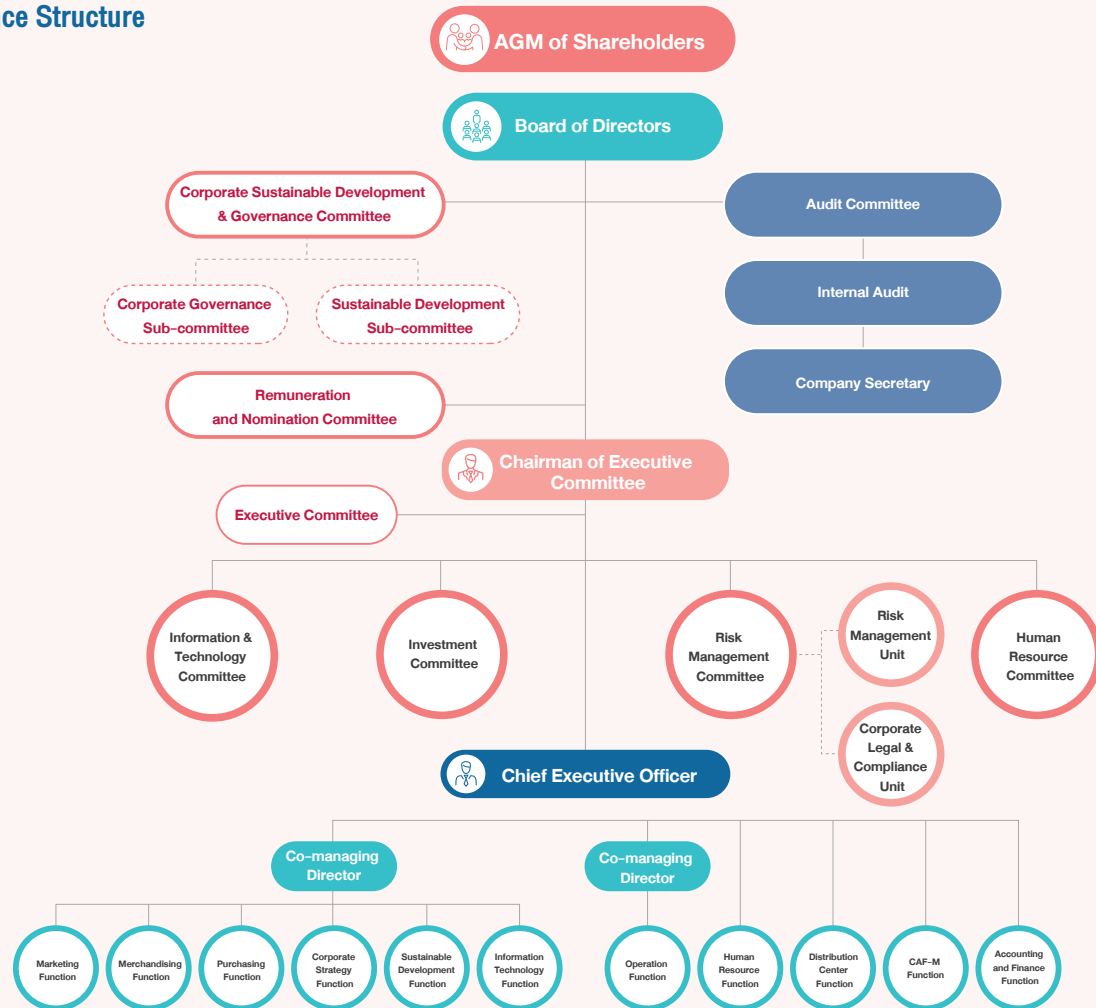 ce Structure
AGM of Shareholders
Board of Directors
Corporate Sustainable Development
& Governance Committee
Audit Committee
Corporate Governance
Sub-committee
Sustainable Development
Sub-committee
Internal Audit
Company Secretary
Remuneration
and Nomination Committee
Chairman of Executive
Committee
Executive Committee
Information &
Technology
Committee
Investment
Committee
Risk
Management
Committee
Risk
Management
Unit
Human
Resource
Committee
Corporate
Legal &
Compliance
Unit
Chief Executive Officer
Co-managing
Director
Co-managing
Director
Marketing
Function
Merchandising
Function
Purchasing
Function
Corporate
Strategy
Function
Sustainable
Development
Function
Information
Technology
Function
Operation
Function
Human
Resource
Function
Distribution
Center
Function
CAF-M
Function
Accounting
and Finance
Function